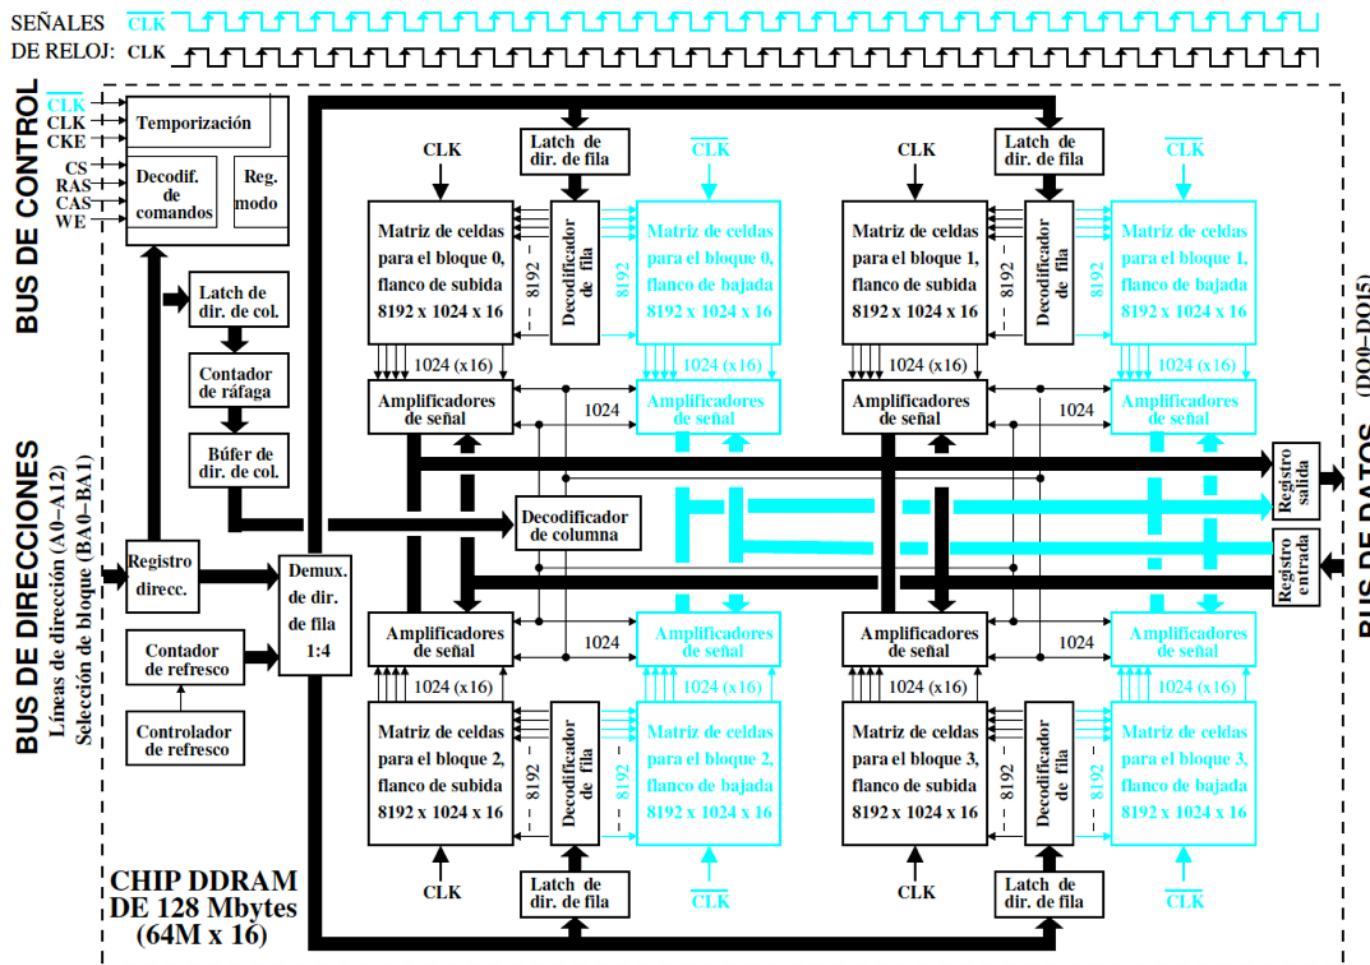 SEÑALES CLK
DE RELOJ: CLK
BUS DE CONTROL
CLK
CLK
CKE
CS
RAS
CAS
WE
Temporización
Decodif.
de
comandos
Reg.
modo
Latch de
dir. de col.
Contador
de ráfaga
Búfer de
dir. de col.
BUS DE DIRECCIONES
Líneas de dirección (A0–A12)
Selección de bloque (BA0–BA1)
Registro
direcc.
Demux.
de dir.
de fila
1:4
Contador
de refresco
Controlador
de refresco
CHIP DDRAM
DE 128 Mbytes
(64M x 16)
CLK
Latch de
dir. de fila
CLK
Matriz de celdas
para el bloque 0,
flanco de subida
8192 x 1024 x 16
8192
Decodificador
de fila
8192
Matriz de celdas
para el bloque 0,
flanco de bajada
8192 x 1024 x 16
1024 (x16)
1024 (x16)
Amplificadores
de señal
1024
Amplificadores
de señal
CLK
Latch de
dir. de fila
CLK
Matriz de celdas
para el bloque 1,
flanco de subida
8192 x 1024 x 16
8192
Decodificador
de fila
8192
Matriz de celdas
para el bloque 1,
flanco de bajada
8192 x 1024 x 16
1024 (x16)
1024 (x16)
Amplificadores
de señal
1024
Amplificadores
de señal
Decodificador
de columna
Registro
salida
Registro
entrada
BUS DE DATOS
(DQ0–DQ15)
Amplificadores
de señal
1024
Amplificadores
de señal
1024 (x16)
1024 (x16)
Matriz de celdas
para el bloque 2,
flanco de subida
8192 x 1024 x 16
8192
Decodificador
de fila
8192
Matriz de celdas
para el bloque 2,
flanco de bajada
8192 x 1024 x 16
CLK
Latch de
dir. de fila
CLK
Amplificadores
de señal
1024
Amplificadores
de señal
1024 (x16)
1024 (x16)
Matriz de celdas
para el bloque 3,
flanco de subida
8192 x 1024 x 16
8192
Decodificador
de fila
8192
Matriz de celdas
para el bloque 3,
flanco de bajada
8192 x 1024 x 16
CLK
Latch de
dir. de fila
CLK